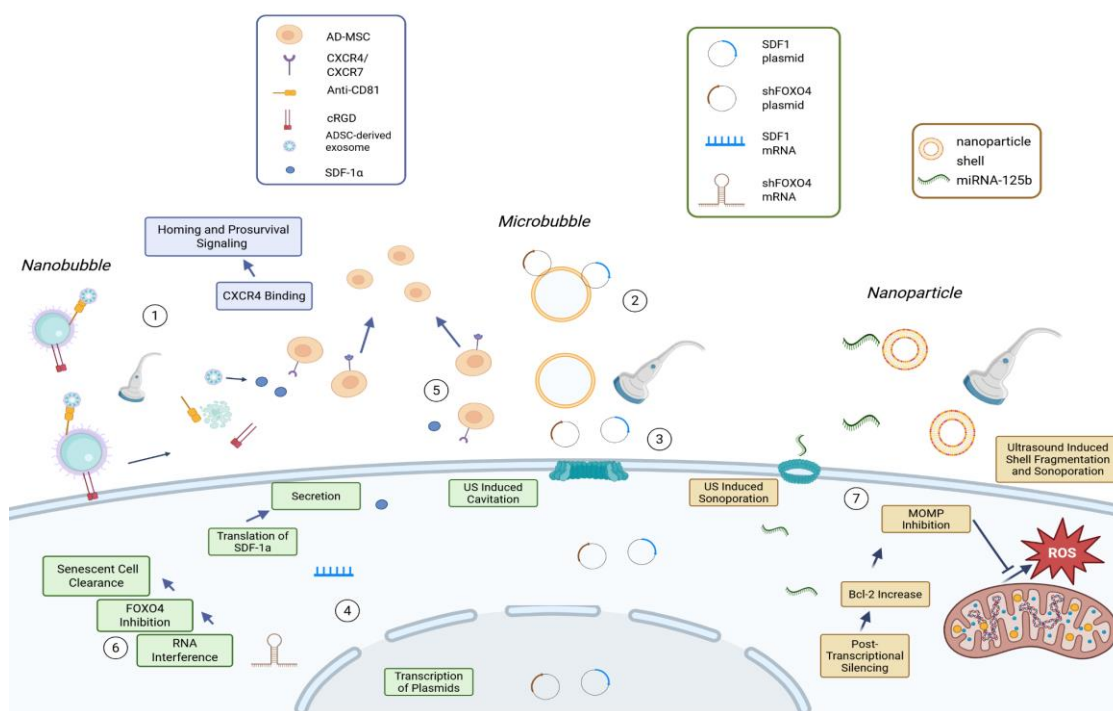 AD-MSC
CXCR4/
CXCR7
Anti-CD81
cRGD
ADSC-derived
exosome
SDF-1α
SDF1
plasmid
shFOXO4
plasmid
SDF1
mRNA
shFOXO4
mRNA
nanoparticle
shell
miRNA-125b
Homing and Prosurvival
Signaling
CXCR4 Binding
Nanobubble
Microbubble
Nanoparticle
1
2
5
3
Ultrasound Induced
Shell Fragmentation
and Sonoporation
Secretion
US Induced
Cavitation
US Induced
Sonoporation
7
Translation of
SDF-1a
MOMP
Inhibition
ROS
Senescent Cell
Clearance
FOXO4
Inhibition
4
Bcl-2 Increase
6
RNA
Interference
Post-
Transcriptional
Silencing
Transcription
of Plasmids